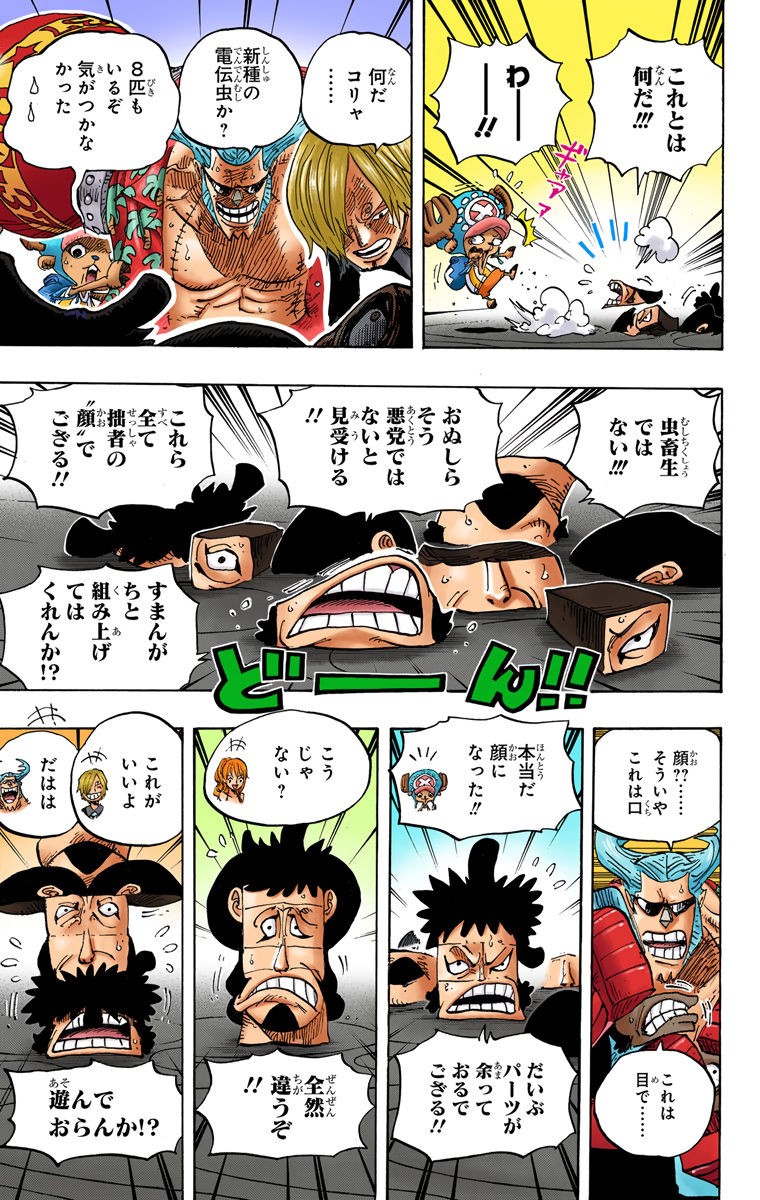 これとは
何だ!!!
わー
ー!!
ギャアァ
何だ
コリャ
……
新種の
電伝虫か?
8匹も
いるぞ
気がつかな
かった
虫畜生
では
ない!!!
おぬしら
そう
悪党では
ないと
見受ける
!!
これら
全て
拙者の
“顔”で
ござる!!
すまんが
ちと
組み上げ
ては
くれんか!?
どーん!!
顔??……
そういや
これは口
これは
目で……
本当だ
顔に
なった!!
だいぶ
パーツが
余って
おるで
ござる!!
こう
じゃ
ない?
全然
違うぞ
!!
これが
いいよ
だはは
遊んで
おらんか!?